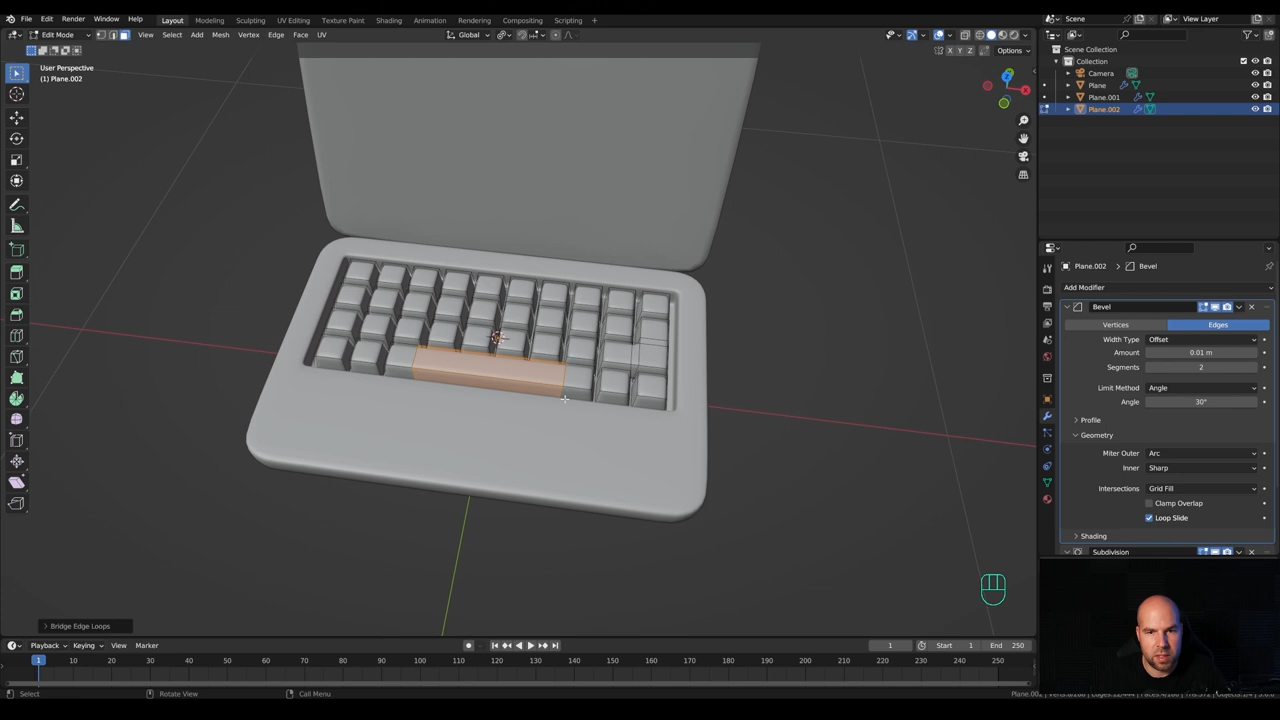 File Edit Render Window Help Layout Modeling Sculpting UV Editing Texture Paint Shading Animation Rendering Compositing Scripting + Scene View Layer
Edit Mode View Select Add Mesh Vertex Edge Face UV Global
X Y Z Options
User Perspective
(1) Plane.002
Scene Collection
Collection
Camera
Plane
Plane.001
Plane.002
Z
X
Plane.002 > Bevel
Add Modifier
Bevel
Vertices Edges
Width Type Offset
Amount 0.01 m
Segments 2
Limit Method Angle
Angle 30°
Profile
Geometry
Miter Outer Arc
Inner Sharp
Intersections Grid Fill
Clamp Overlap
Loop Slide
Shading
Subdivision
Bridge Edge Loops
Playback Keying View Marker 1 Start 1 End 250
1 10 20 30 40 50 60 70 80 90 100 110 120 130 140 150 160 170 180 190 200 210 220 230 240 250
Select Rotate View Call Menu